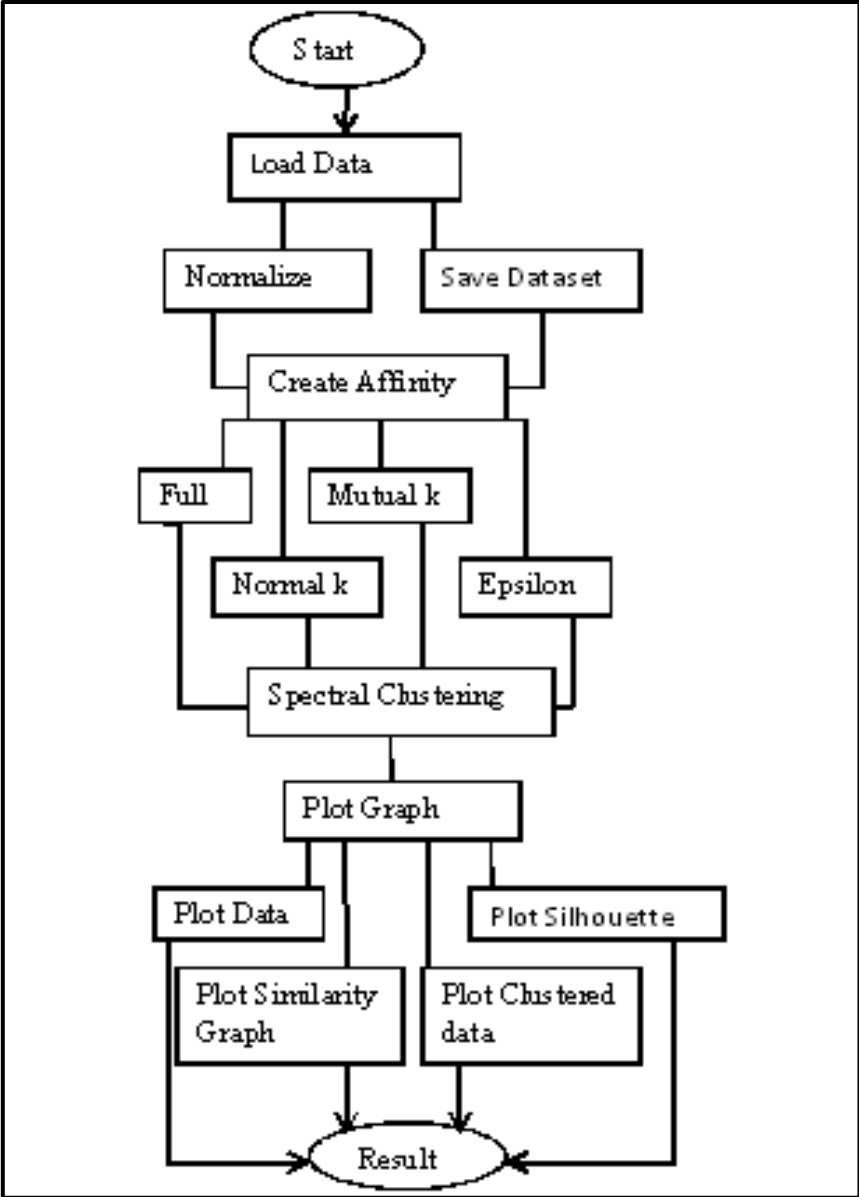 Start
Load Data
Normalize
Save Dataset
Create Affinity
Full
Mutual k
Normal k
Epsilon
Spectral Clustering
Plot Graph
Plot Data
Plot Silhouette
Plot Similarity
Graph
Plot Clustered
data
Result